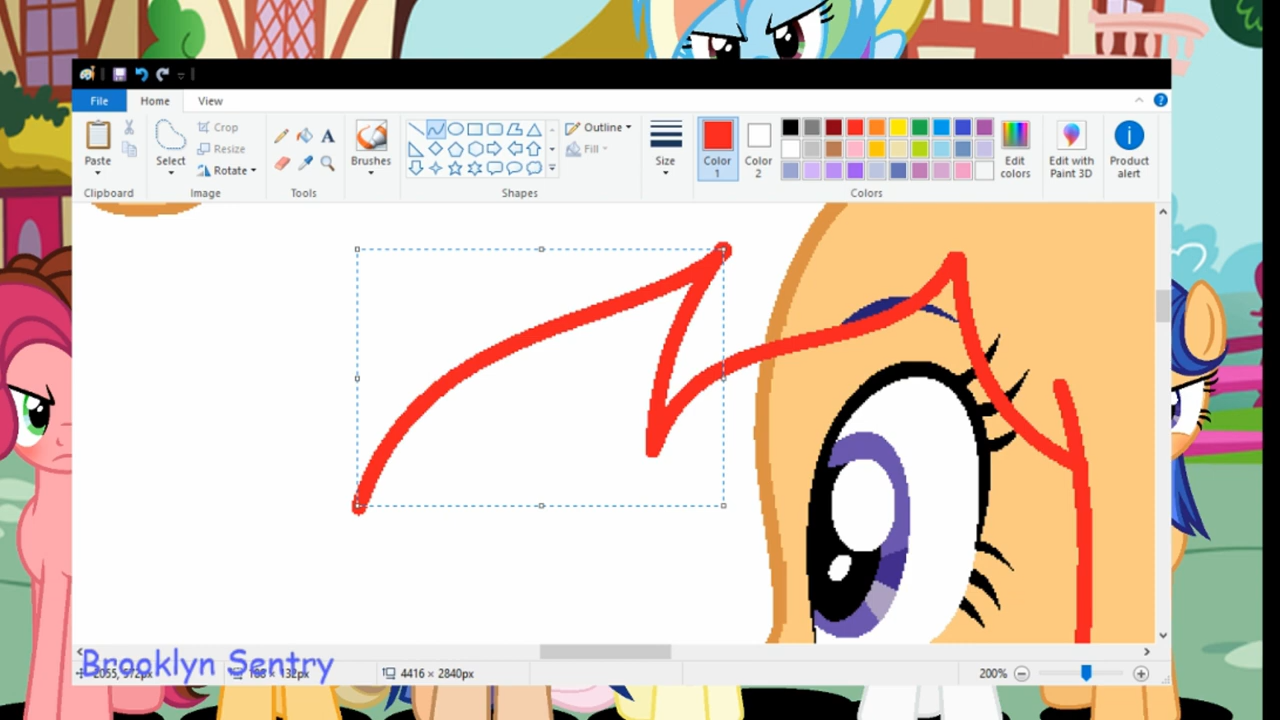 File Home View
Paste
Clipboard
Select
Crop
Resize
Rotate
Image
A
Tools
Brushes
Shapes
Outline
Fill
Size
Color
1
Color
2
Colors
Edit
colors
Edit with
Paint 3D
Product
alert
Brooklyn Sentry
4416 × 2840px
200%